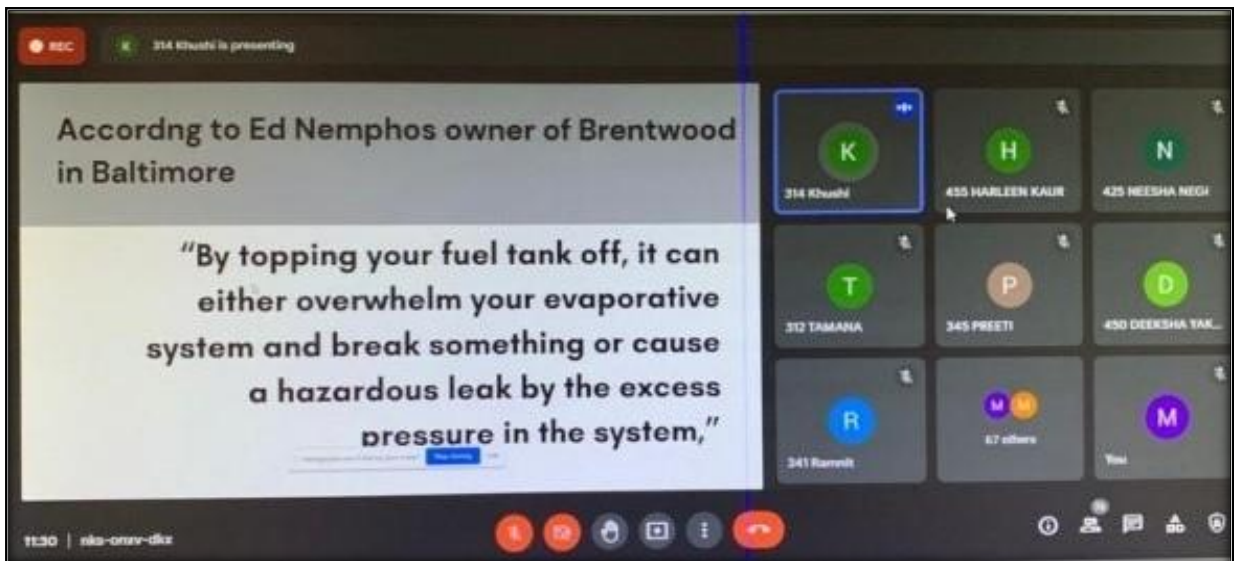 REC
K 314 Khushi is presenting
Accordng to Ed Nemphos owner of Brentwood
in Baltimore
“By topping your fuel tank off, it can
either overwhelm your evaporative
system and break something or cause
a hazardous leak by the excess
pressure in the system,”
Stop sharing
K
314 Khushi
H
455 HARLEEN KAUR
N
425 NEESHA NEGI
T
312 TAMANA
P
345 PREETI
D
450 DEEKSHA YAK...
R
341 Ramnit
M M
67 others
M
You
11:30 | nks-onzv-dkz